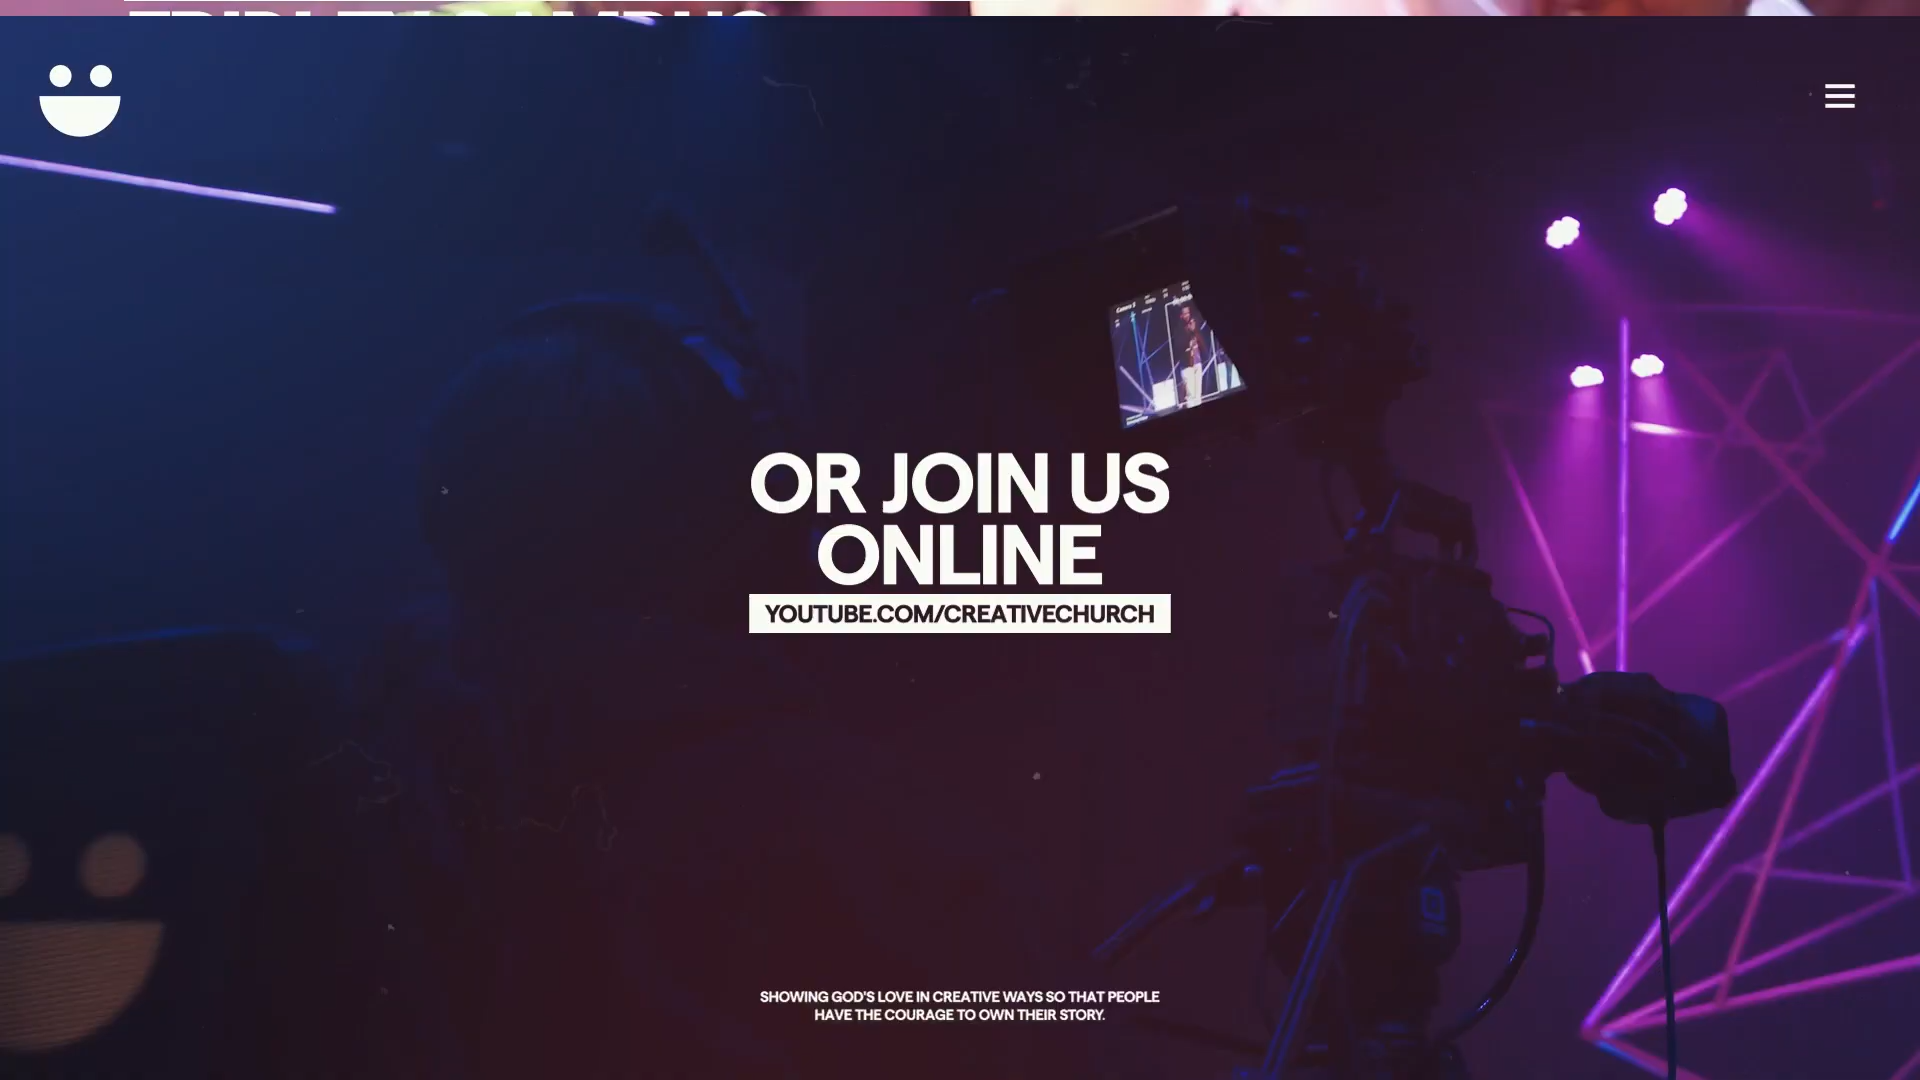 OR JOIN US
ONLINE
YOUTUBE.COM/CREATIVECHURCH
SHOWING GOD'S LOVE IN CREATIVE WAYS SO THAT PEOPLE
HAVE THE COURAGE TO OWN THEIR STORY.